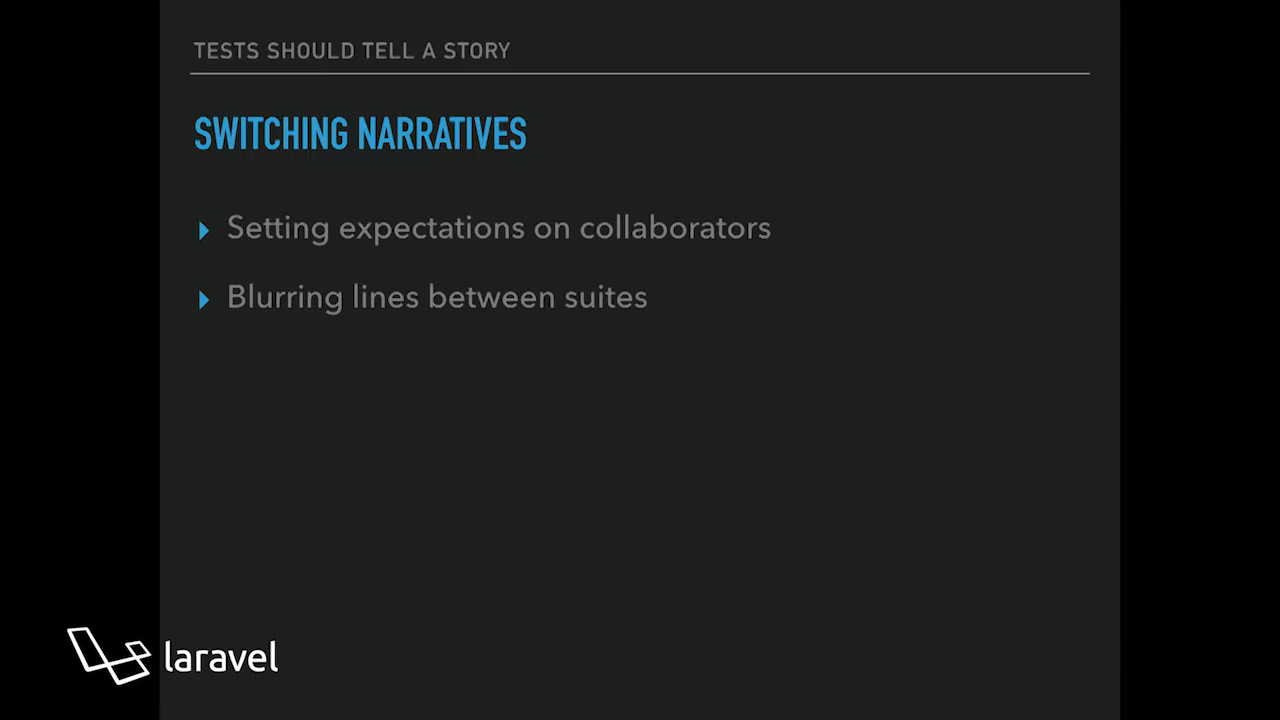 TESTS SHOULD TELL A STORY
SWITCHING NARRATIVES
Setting expectations on collaborators
Blurring lines between suites
laravel